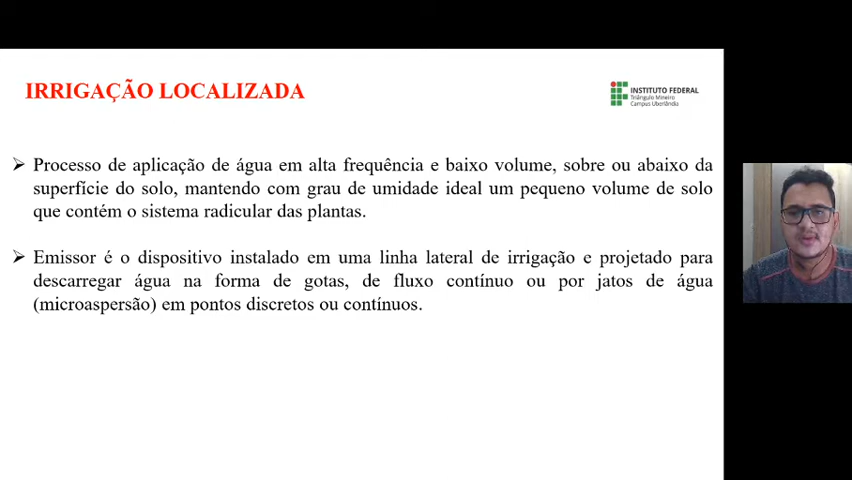 IRRIGAÇÃO LOCALIZADA
INSTITUTO FEDERAL
Triângulo Mineiro
Campus Uberlândia
➢ Processo de aplicação de água em alta frequência e baixo volume, sobre ou abaixo da
superfície do solo, mantendo com grau de umidade ideal um pequeno volume de solo
que contém o sistema radicular das plantas.
➢ Emissor é o dispositivo instalado em uma linha lateral de irrigação e projetado para
descarregar água na forma de gotas, de fluxo contínuo ou por jatos de água
(microaspersão) em pontos discretos ou contínuos.